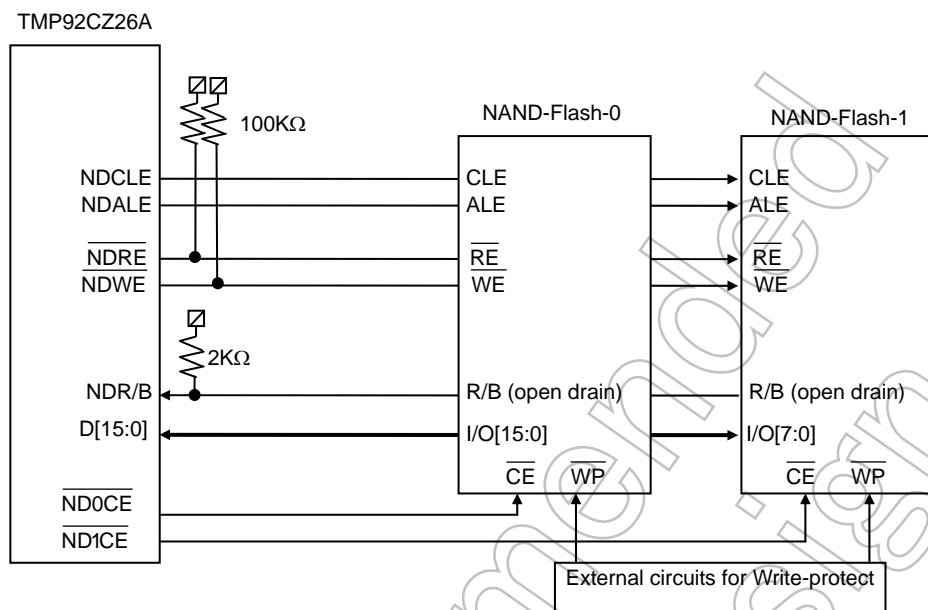 TMP92CZ26A
100KΩ
NAND-Flash-0
NAND-Flash-1
NDCLE
CLE
CLE
NDALE
ALE
ALE
NDRE
RE
RE
NDWE
WE
WE
2KΩ
NDR/B
R/B (open drain)
R/B (open drain)
D[15:0]
I/O[15:0]
I/O[7:0]
CE
WP
CE
WP
ND0CE
ND1CE
External circuits for Write-protect